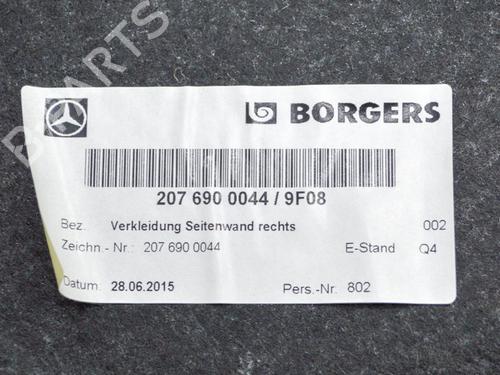 BORGERS
207 690 0044 / 9F08
Bez. Verkleidung Seitenwand rechts 002
Zeichn.- Nr.: 207 690 0044 E-Stand Q4
Datum: 28.06.2015 Pers.-Nr: 802
PARTS